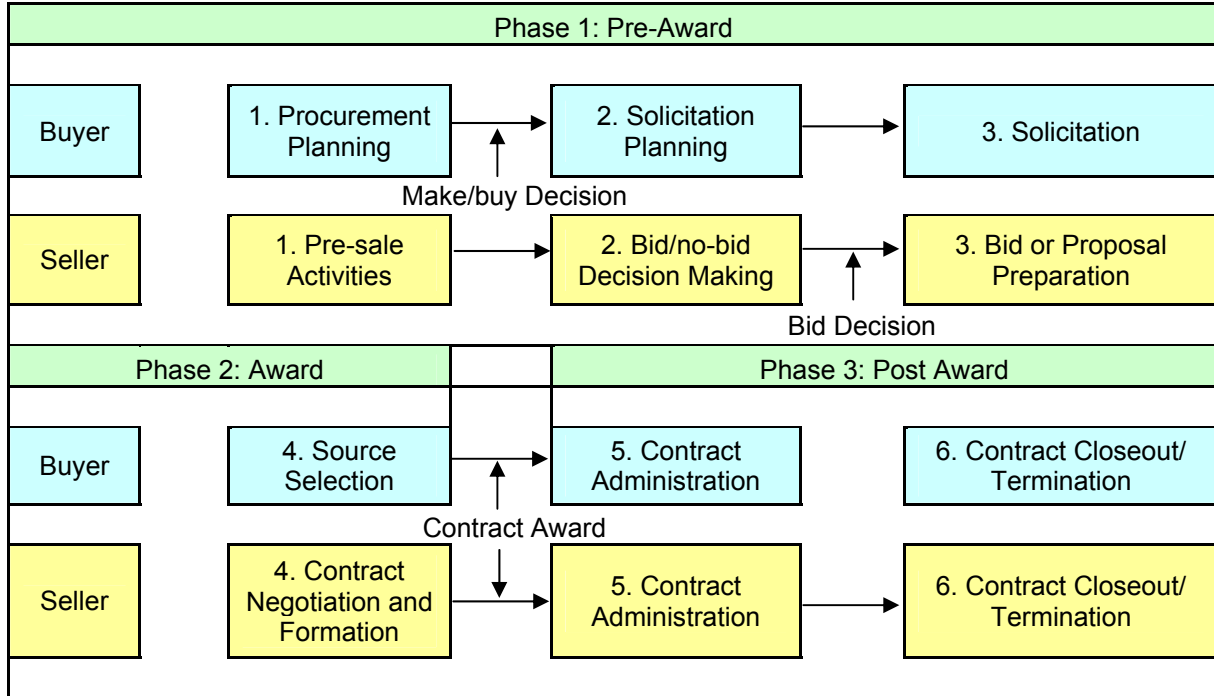 Phase 1: Pre-Award
Buyer
1. Procurement
Planning
2. Solicitation
Planning
3. Solicitation
Make/buy Decision
Seller
1. Pre-sale
Activities
2. Bid/no-bid
Decision Making
3. Bid or Proposal
Preparation
Bid Decision
Phase 2: Award
Phase 3: Post Award
Buyer
4. Source
Selection
5. Contract
Administration
6. Contract Closeout/
Termination
Contract Award
Seller
4. Contract
Negotiation and
Formation
5. Contract
Administration
6. Contract Closeout/
Termination